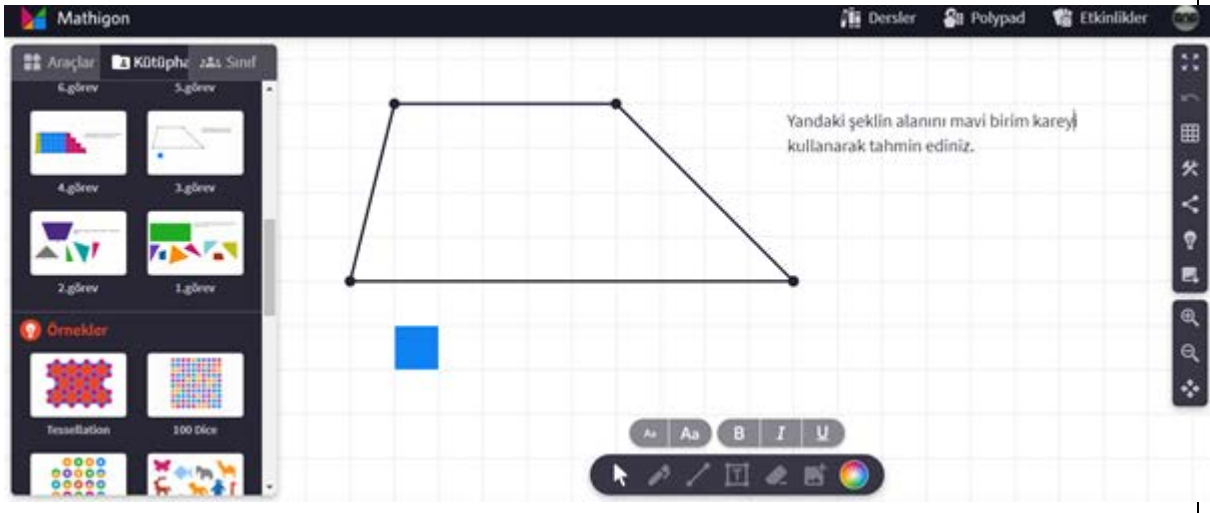 Mathigon
Dersler
Polypad
Etkinlikler
Araçlar
Kütüpha
Sınıf
6.görev
5.görev
4.görev
3.görev
2.görev
1.görev
Örnekler
Tessellation
100 Dice
Yandaki şeklin alanını mavi birim kareyi
kullanarak tahmin ediniz.
Aa
Aa
B
I
U
T